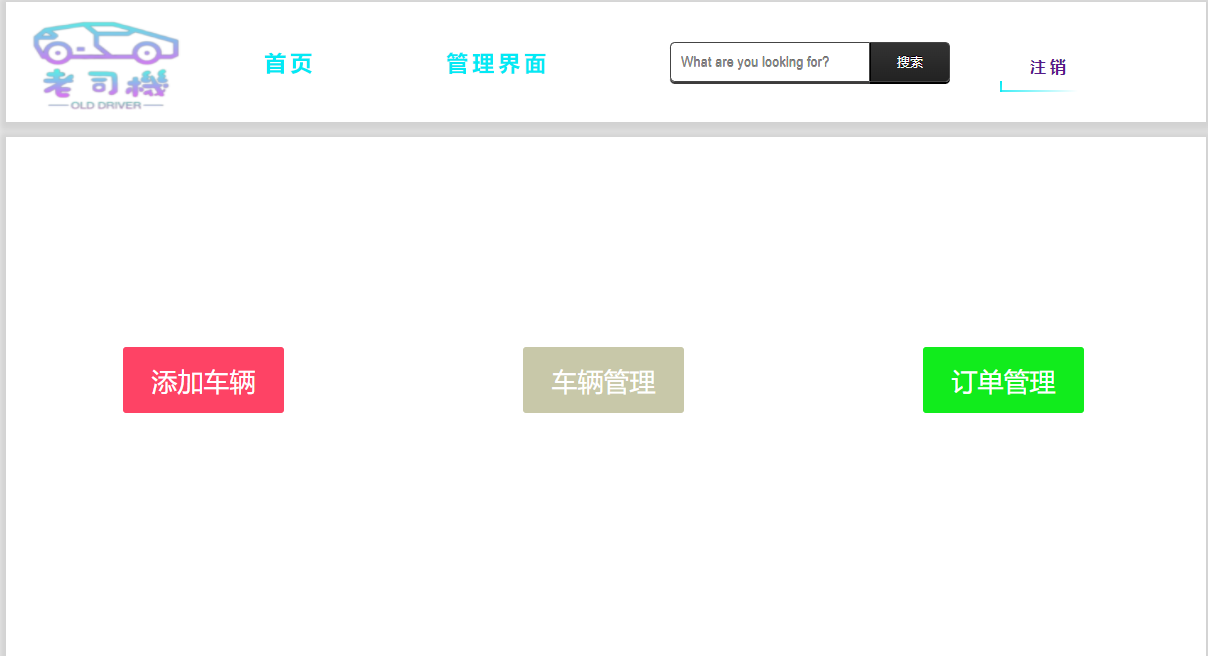 老司機
OLD DRIVER
首页
管理界面
What are you looking for?
搜索
注销
添加车辆
车辆管理
订单管理